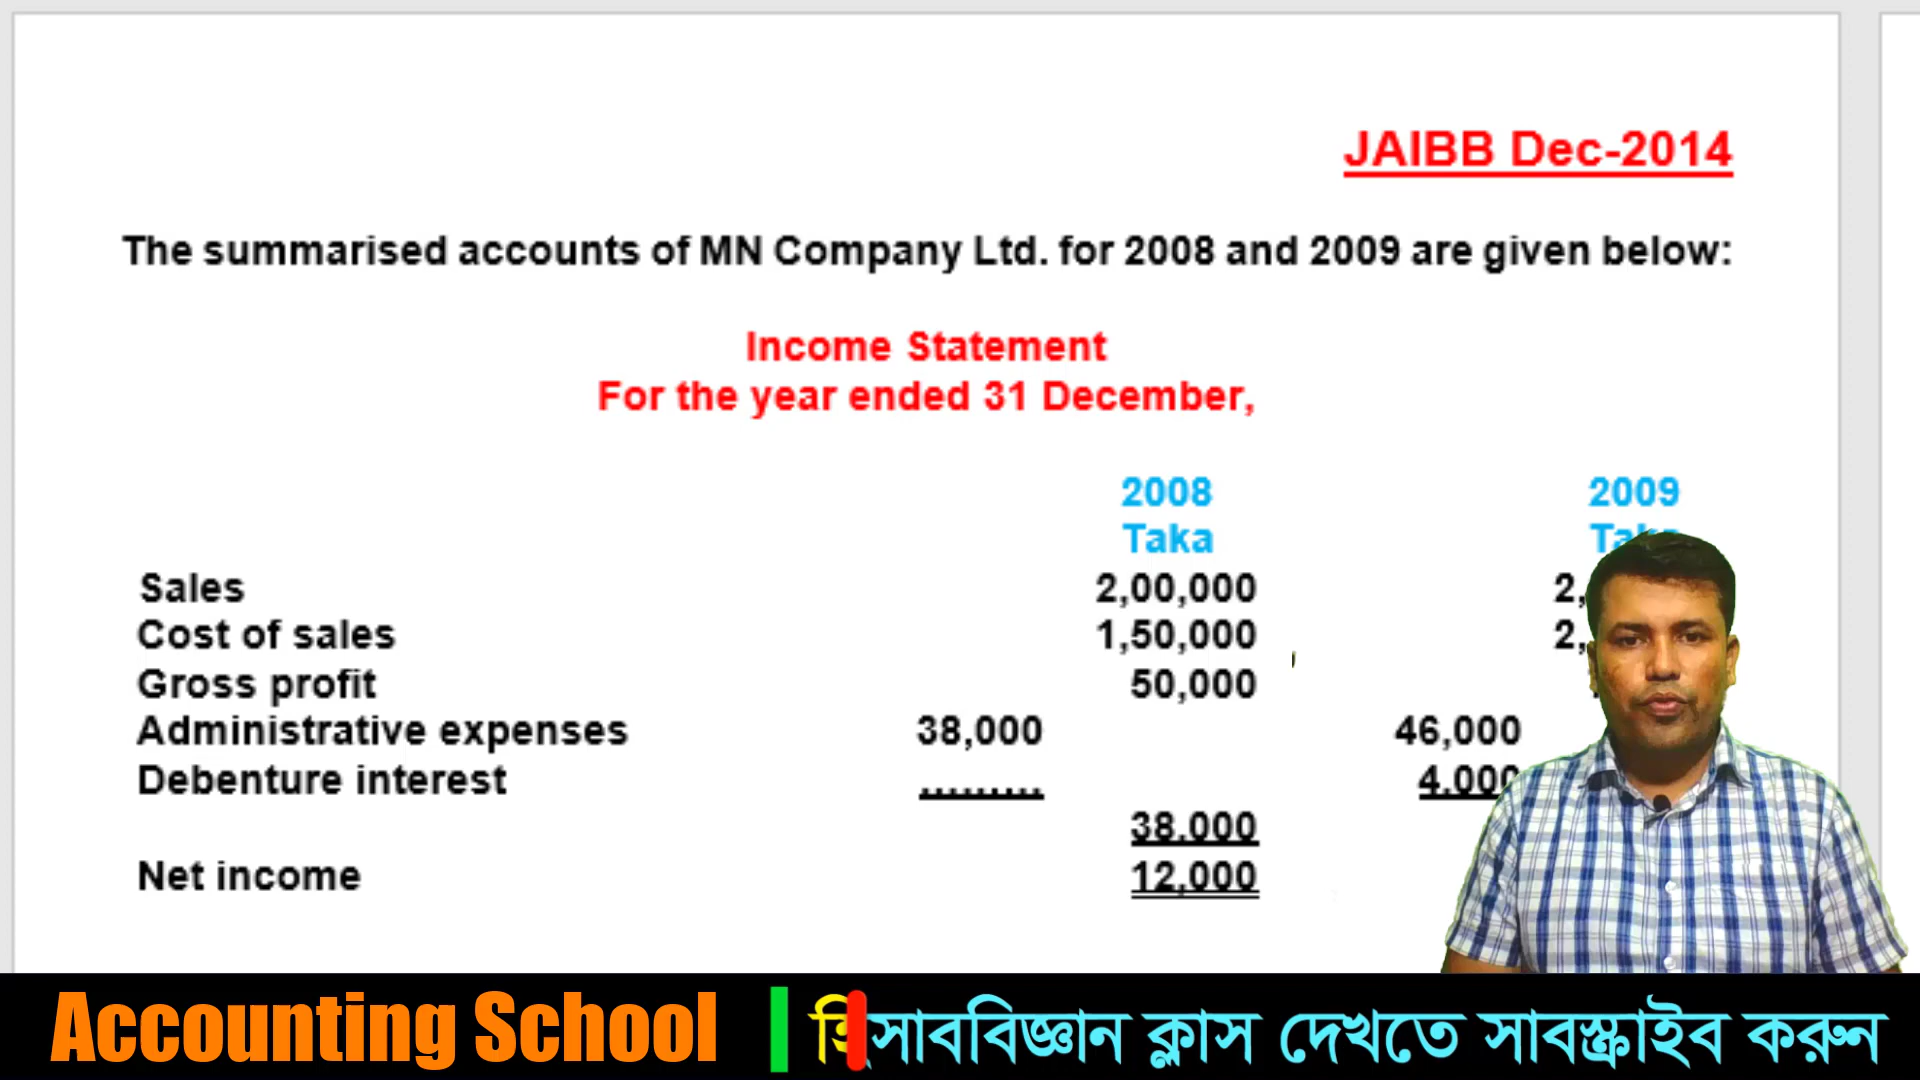 JAIBB Dec-2014
The summarised accounts of MN Company Ltd. for 2008 and 2009 are given below:
Income Statement
For the year ended 31 December,
2008 2009
Taka
Sales 2,00,000
Cost of sales 1,50,000
Gross profit 50,000
Administrative expenses 38,000 46,000
Debenture interest ......... 4,000
38,000
Net income 12,000
Accounting School হিসাববিজ্ঞান ক্লাস দেখতে সাবস্ক্রাইব করুন